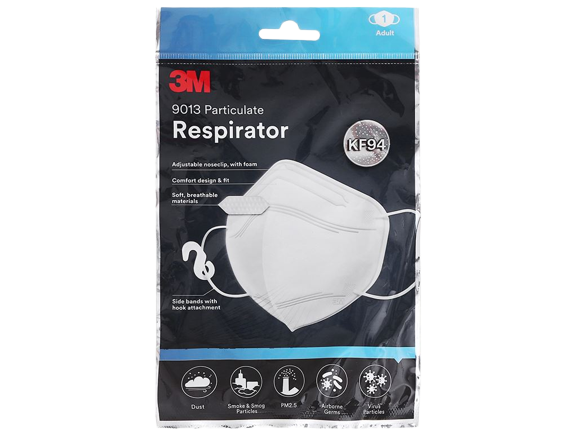 1
Adult
3M
9013 Particulate
Respirator
KF94
Adjustable noseclip, with foam
Comfort design & fit
Soft, breathable
materials
Side bands with
hook attachment
Dust
Smoke & Smog
Particles
PM2.5
Airborne
Germs
Virus
Particles